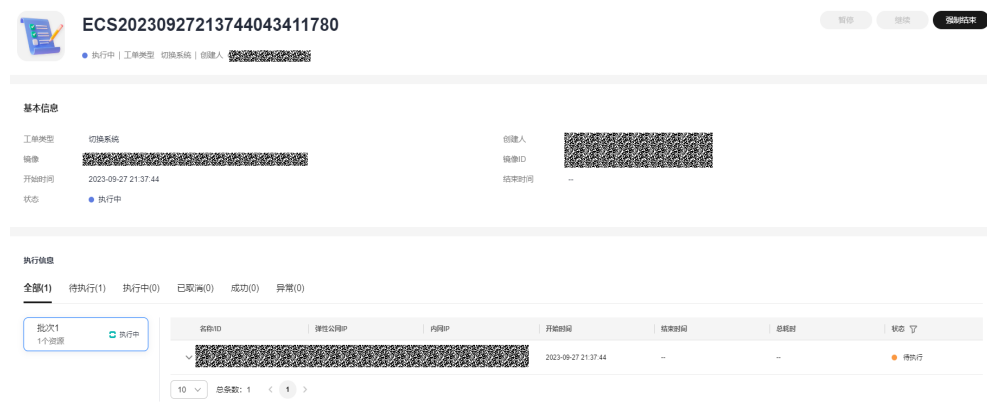 ECS20230927213744043411780
暂停 继续 强制结束
执行中 | 工单类型 切换系统 | 创建人
基本信息
工单类型 切换系统 创建人
镜像 镜像ID
开始时间 2023-09-27 21:37:44 结束时间 --
状态 执行中
执行信息
全部(1) 待执行(1) 执行中(0) 已取消(0) 成功(0) 异常(0)
批次1 执行中
1个资源
名称/ID 弹性公网IP 内网IP 开始时间 结束时间 总耗时 状态
2023-09-27 21:37:44 -- -- 待执行
10 总条数: 1 < 1 >